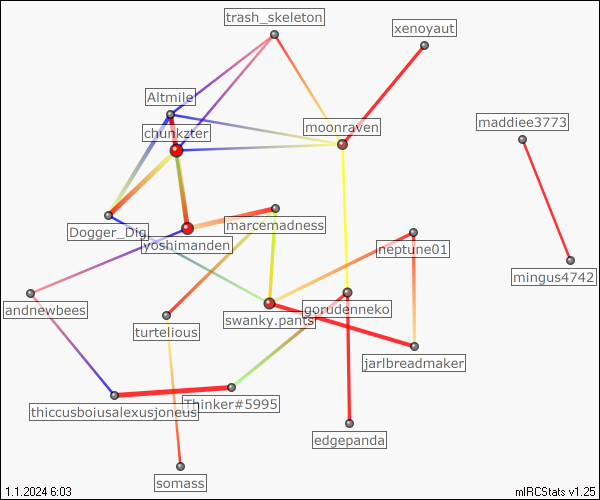 trash_skeleton
xenoyaut
Altmile
maddiee3773
moonraven
chunkzter
marcemadness
Dogger_Dig
yoshimanden
neptune01
mingus4742
andnewbees
gorudenneko
swanky.pants
turtelious
jarlbreadmaker
Thinker#5995
thiccusboiusalexusjoneus
edgepanda
somass
1.1.2024 6:03
mIRCStats v1.25